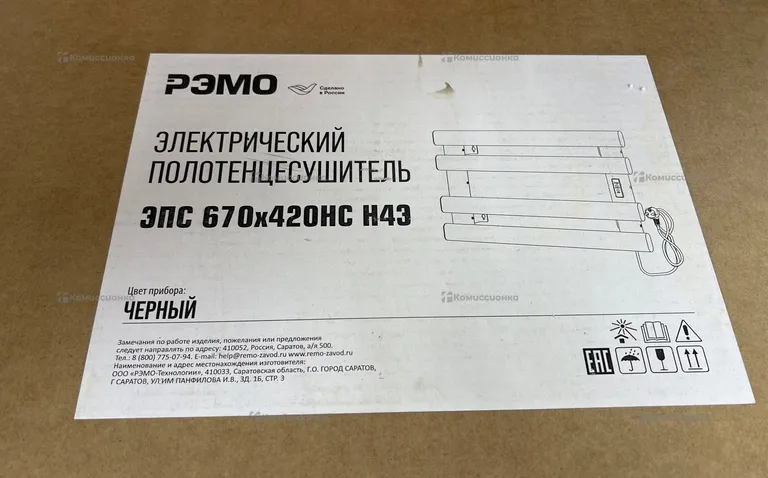 Комиссионка
Комиссионка
РЭМО
Сделано
в России
ЭЛЕКТРИЧЕСКИЙ
ПОЛОТЕНЦЕСУШИТЕЛЬ
Комиссионка
Комиссионка
ЭПС 670х420НС Н4Э
Цвет прибора:
ЧЕРНЫЙ
Комиссионка
Комиссионка
Замечания по работе изделия, пожелания или предложения
следует направлять по адресу: 410052, Россия, Саратов, а/я 500.
Тел.: 8 (800) 775-07-94. E-mail: help@remo-zavod.ru www.remo-zavod.ru
Наименование и адрес местонахождения изготовителя:
ООО «РЭМО-Технологии», 410033, Саратовская область, Г.О. ГОРОД САРАТОВ,
Г САРАТОВ, УЛ ИМ ПАНФИЛОВА И.В., ЗД. 1Б, СТР. 3
EAC